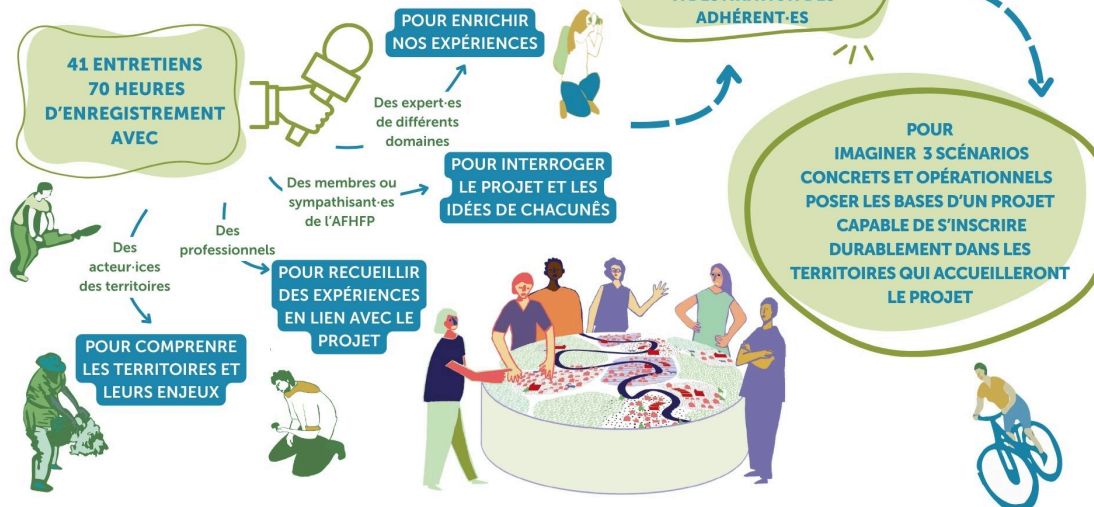 41 ENTRETIENS
70 HEURES
D'ENREGISTREMENT
AVEC
POUR ENRICHIR
NOS EXPÉRIENCES
Des expert·es
de différents
domaines
POUR INTERROGER
LE PROJET ET LES
IDÉES DE CHACUNÊS
Des membres ou
sympathisant·es
de l'AFHFP
Des
professionnels
POUR RECUEILLIR
DES EXPÉRIENCES
EN LIEN AVEC LE
PROJET
Des
acteur·ices
des territoires
POUR COMPRENDRE
LES TERRITOIRES ET
LEURS ENJEUX
ADHÉRENT·ES
POUR
IMAGINER 3 SCÉNARIOS
CONCRETS ET OPÉRATIONNELS
POSER LES BASES D'UN PROJET
CAPABLE DE S'INSCRIRE
DURABLEMENT DANS LES
TERRITOIRES QUI ACCUEILLERONT
LE PROJET